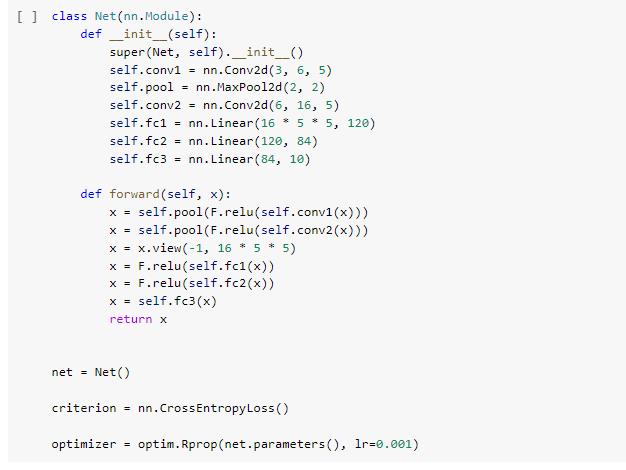 [ ] class Net(nn.Module):
def __init__(self):
super(Net, self).__init__()
self.conv1 = nn.Conv2d(3, 6, 5)
self.pool = nn.MaxPool2d(2, 2)
self.conv2 = nn.Conv2d(6, 16, 5)
self.fc1 = nn.Linear(16 * 5 * 5, 120)
self.fc2 = nn.Linear(120, 84)
self.fc3 = nn.Linear(84, 10)
def forward(self, x):
x = self.pool(F.relu(self.conv1(x)))
x = self.pool(F.relu(self.conv2(x)))
x = x.view(-1, 16 * 5 * 5)
x = F.relu(self.fc1(x))
x = F.relu(self.fc2(x))
x = self.fc3(x)
return x
net = Net()
criterion = nn.CrossEntropyLoss()
optimizer = optim.Rprop(net.parameters(), lr=0.001)